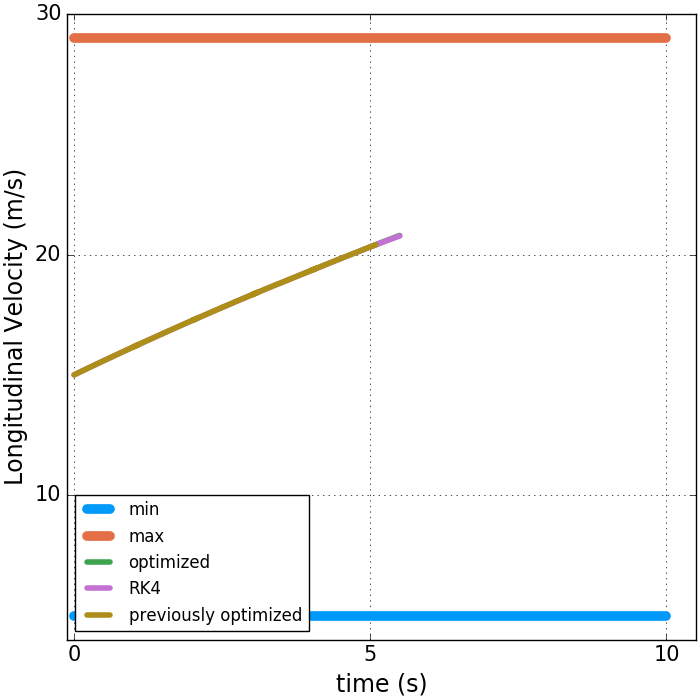 30
20
10
Longitudinal Velocity (m/s)
min
max
optimized
RK4
previously optimized
0
5
10
time (s)